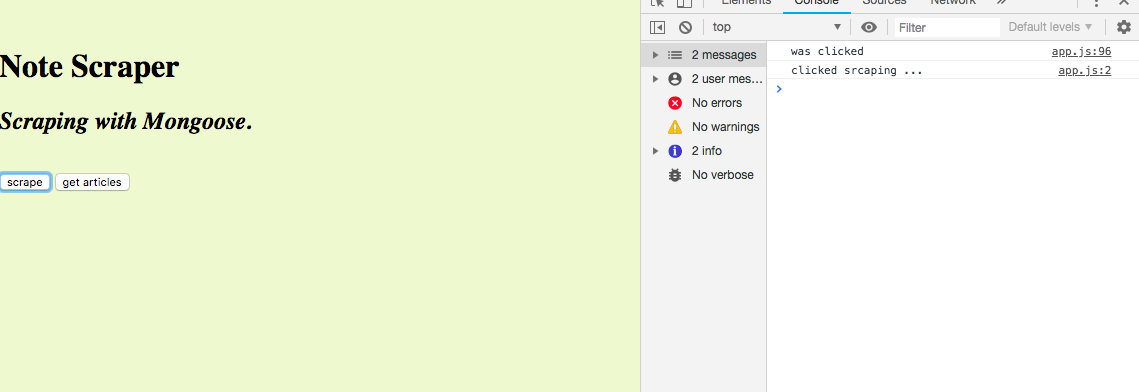 Elements Console Sources Network »
top Filter Default levels
Note Scraper
Scraping with Mongoose.
scrape get articles
2 messages
2 user mes...
No errors
No warnings
2 info
No verbose
was clicked app.js:96
clicked srcaping ... app.js:2